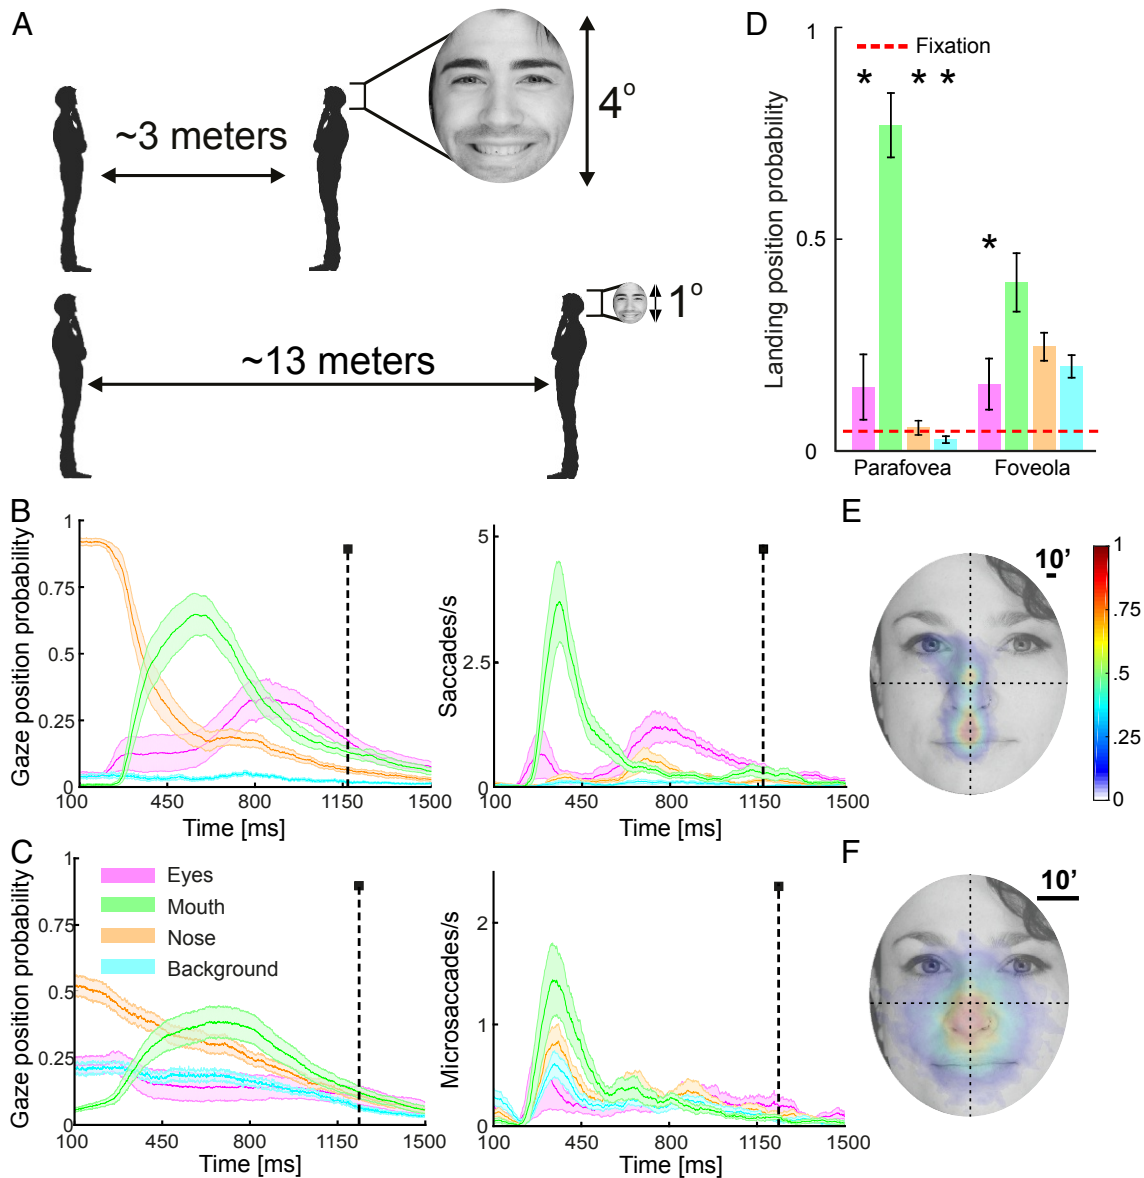 A
~3 meters
4°
~13 meters
1°
D
1
Fixation
*
*
*
Landing position probability
0.5
*
0
Parafovea
Foveola
B
Gaze position probability
1
0.75
0.5
0.25
0
100
450
800
1150
1500
Time [ms]
Saccades/s
5
2.5
0
100
450
800
1150
1500
Time [ms]
E
10’
1
.75
.5
.25
0
C
Gaze position probability
1
0.75
0.5
0.25
0
Eyes
Mouth
Nose
Background
100
450
800
1150
1500
Time [ms]
Microsaccades/s
2
1
0
100
450
800
1150
1500
Time [ms]
F
10’